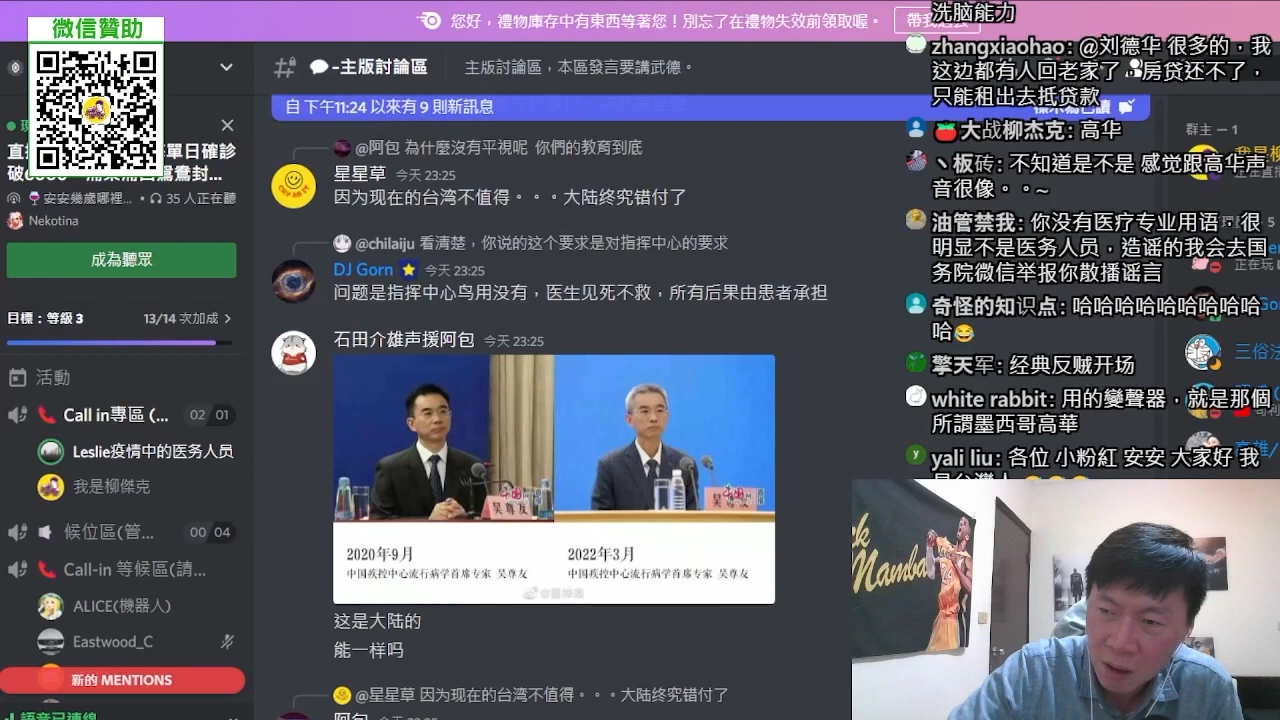 微信贊助
您好，禮物庫存中有東西等著您！別忘了在禮物失效前領取喔。
-主版討論區
主版討論區，本區發言要講武德。
自 下午11:24 以來有 9 則新訊息
單日確診
安安幾歲哪裡... • 35 人正在聽
Nekotina
成為聽眾
目標：等級 3
13/14 次加成
活動
Call in專區 (...
02 01
Leslie疫情中的医务人员
我是柳傑克
候位區(管...
00 04
Call-in 等候區(請...
ALICE(機器人)
Eastwood_C
新的 MENTIONS
語音已連線
@阿包 為什麼沒有平視呢 你們的教育到底
星星草 今天 23:25
因为现在的台湾不值得。。。大陆终究错付了
@chilaiju 看清楚，你说的这个要求是对指挥中心的要求
DJ Gorn 今天 23:25
问题是指挥中心鸟用没有，医生见死不救，所有后果由患者承担
石田介雄声援阿包 今天 23:25
吴尊友
吴尊友
2020年9月
中国疾控中心流行病学首席专家 吴尊友
2022年3月
中国疾控中心流行病学首席专家 吴尊友
这是大陆的
能一样吗
@星星草 因为现在的台湾不值得。。。大陆终究错付了
洗脑能力
zhangxiaohao: @刘德华 很多的，我
这边都有人回老家了，房贷还不了，
只能租出去抵贷款
群主 — 1
大战柳杰克: 高华
丶板砖: 不知道是不是 感觉跟高华声
音很像。。~
油管禁我: 你没有医疗专业用语，很
明显不是医务人员，造谣的我会去国
务院微信举报你散播谣言
奇怪的知识点: 哈哈哈哈哈哈哈哈哈
哈😂
擎天军: 经典反贼开场
white rabbit: 用的變聲器，就是那個
所謂墨西哥高華
yali liu: 各位 小粉紅 安安 大家好 我
Mamba